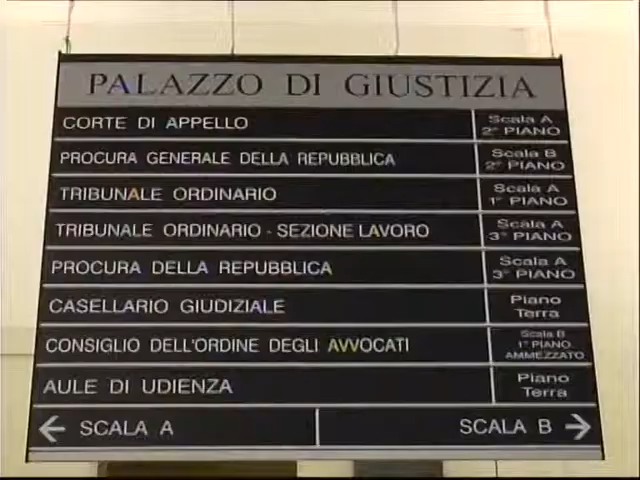 PALAZZO DI GIUSTIZIA
CORTE DI APPELLO
Scala A
2° PIANO
PROCURA GENERALE DELLA REPUBBLICA
Scala B
2° PIANO
TRIBUNALE ORDINARIO
Scala A
1° PIANO
TRIBUNALE ORDINARIO - SEZIONE LAVORO
Scala A
3° PIANO
PROCURA DELLA REPUBBLICA
Scala A
3° PIANO
CASELLARIO GIUDIZIALE
Piano
Terra
CONSIGLIO DELL'ORDINE DEGLI AVVOCATI
Scala B
1° PIANO
AMMEZZATO
AULE DI UDIENZA
Piano
Terra
← SCALA A
SCALA B →